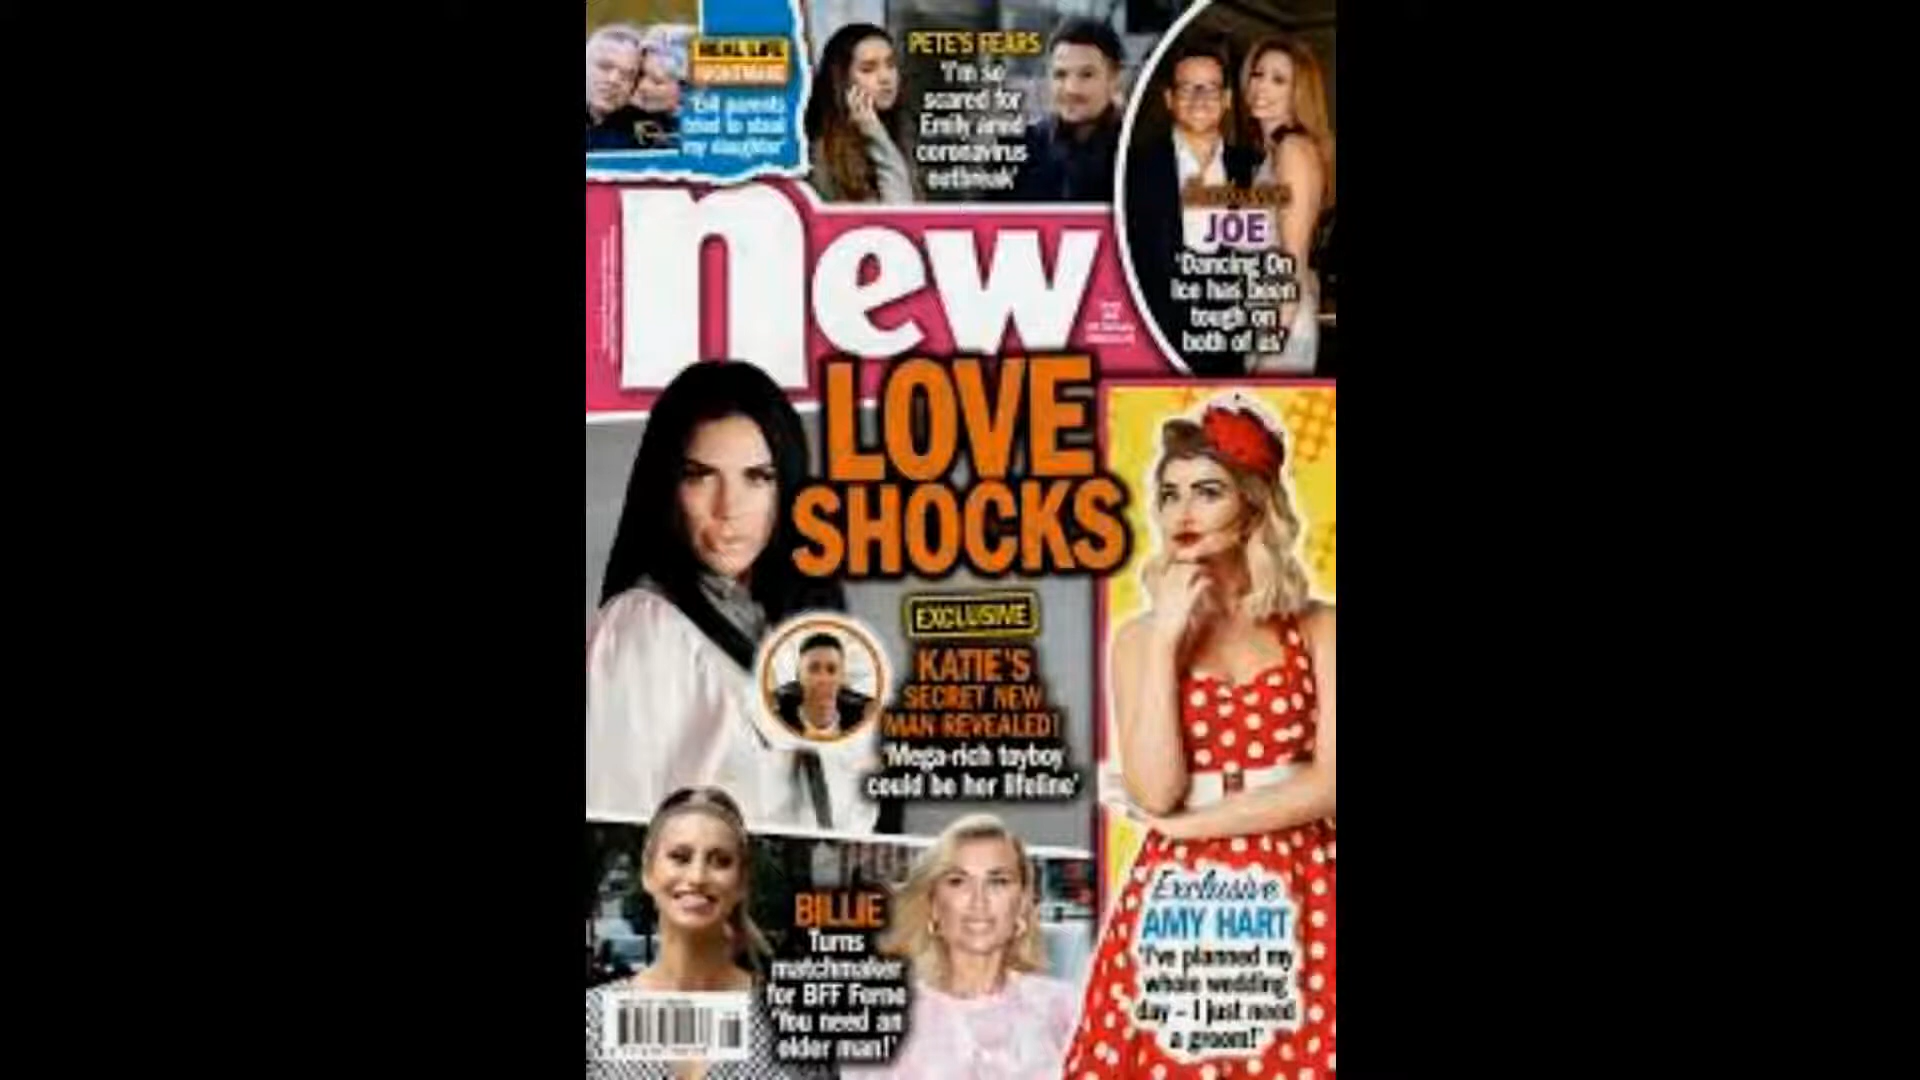 REAL LIFE
NIGHTMARE
'Evil parents
tried to steal
my daughter'
PETE'S FEARS
'I'm so
scared for
Emily amid
coronavirus
outbreak'
JOE
'Dancing On
Ice has been
tough on
both of us'
new
LOVE
SHOCKS
EXCLUSIVE
KATIE'S
SECRET NEW
MAN REVEALED!
'Mega-rich toyboy
could be her lifeline'
BILLIE
Turns
matchmaker
for BFF Ferne
'You need an
older man!'
Exclusive
AMY HART
'I've planned my
whole wedding
day – I just need
a groom!'